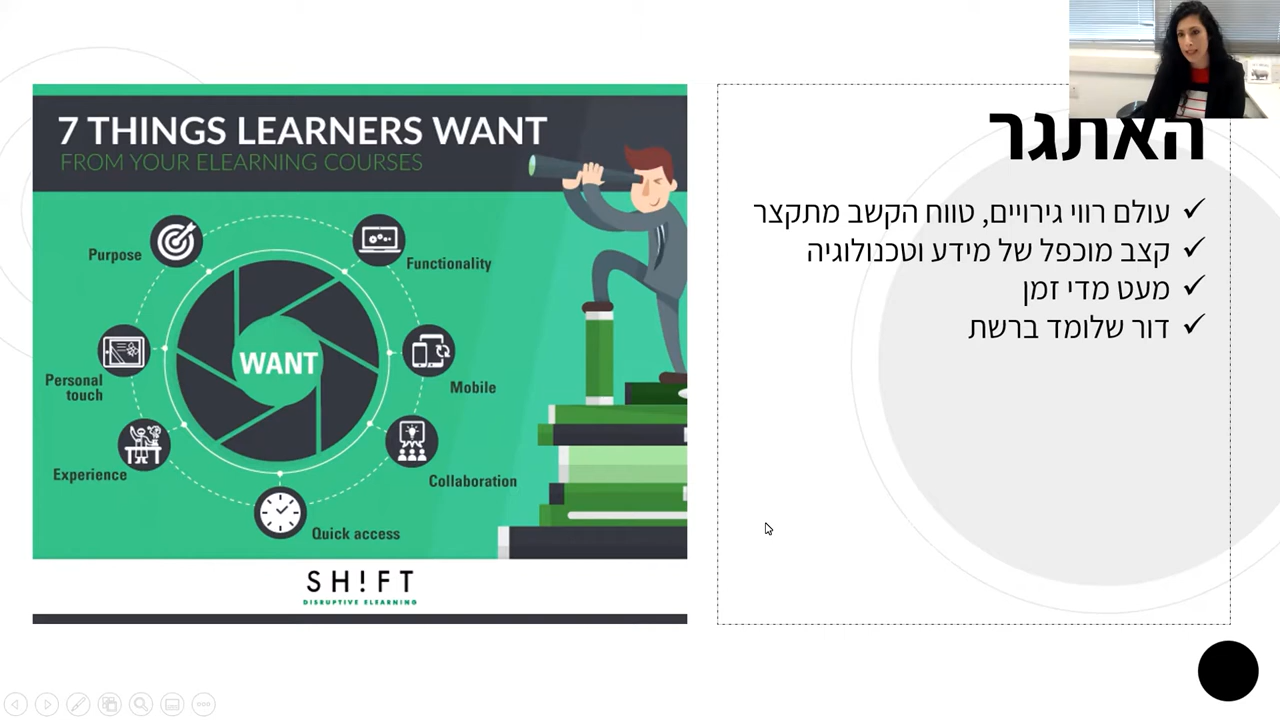 7 THINGS LEARNERS WANT
FROM YOUR ELEARNING COURSES
Purpose
Functionality
Personal
touch
WANT
Mobile
Experience
Collaboration
Quick access
SH!FT
DISRUPTIVE ELEARNING
האתגר
✓ עולם רווי גירויים, טווח הקשב מתקצר
✓ קצב מוכפל של מידע וטכנולוגיה
✓ מעט מדי זמן
✓ דור שלומד ברשת